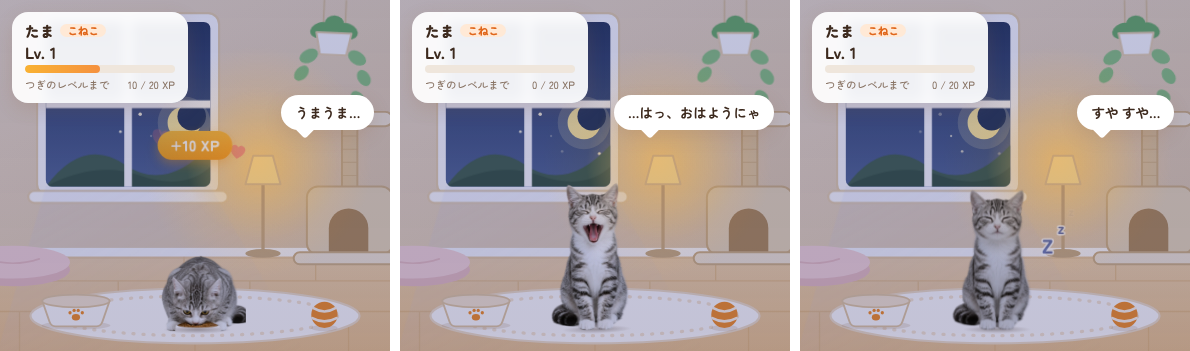 たま こねこ
Lv. 1
つぎのレベルまで 10 / 20 XP
うまうま...
+10 XP
たま こねこ
Lv. 1
つぎのレベルまで 0 / 20 XP
...はっ、おはようにゃ
たま こねこ
Lv. 1
つぎのレベルまで 0 / 20 XP
すや すや...
z
Z